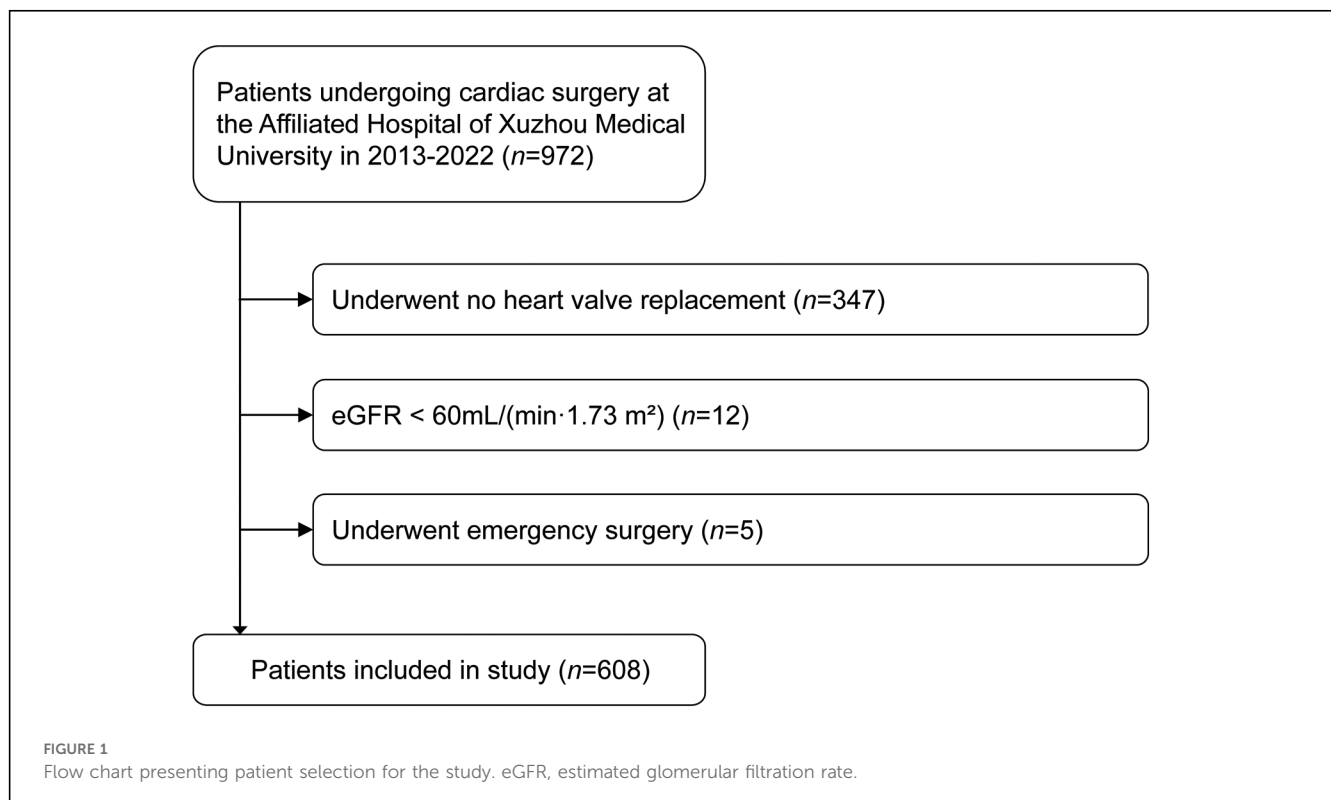 Patients undergoing cardiac surgery at
the Affiliated Hospital of Xuzhou Medical
University in 2013-2022 (n=972)
Underwent no heart valve replacement (n=347)
eGFR < 60mL/(min·1.73 m²) (n=12)
Underwent emergency surgery (n=5)
Patients included in study (n=608)
FIGURE 1
Flow chart presenting patient selection for the study. eGFR, estimated glomerular filtration rate.